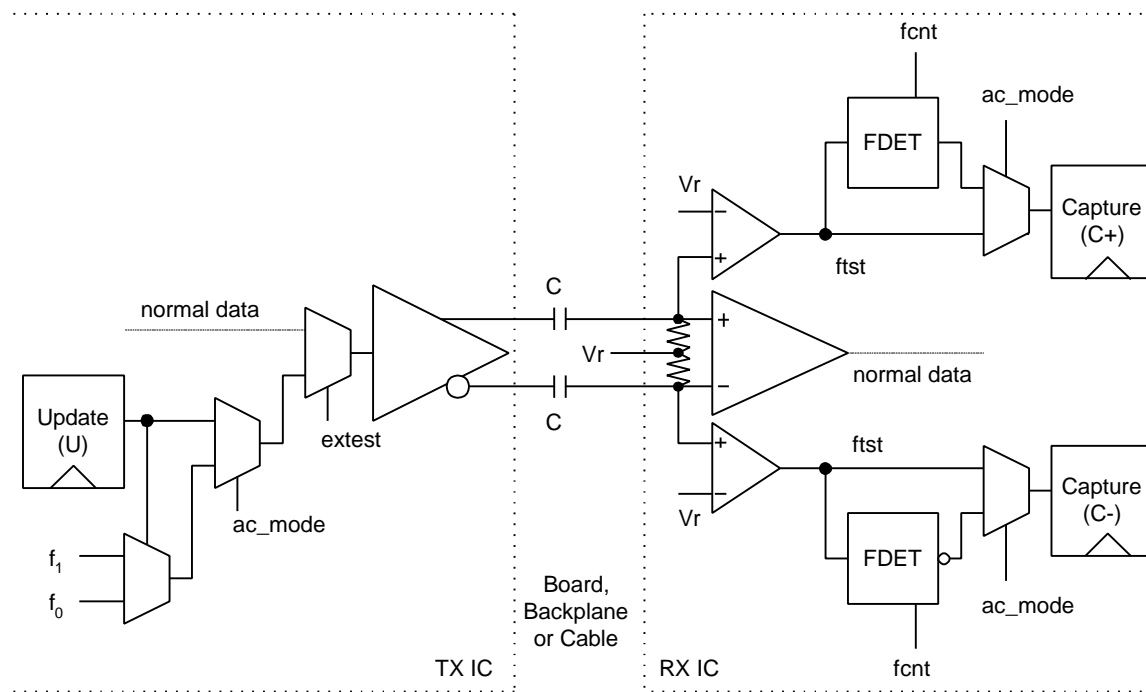 fcnt
ac_mode
FDET
Vr
−
+
Capture
(C+)
ftst
C
normal data
+
Vr
−
normal data
Update
(U)
extest
C
ac_mode
+
−
Vr
ftst
Capture
(C-)
FDET
ac_mode
fcnt
f1
f0
Board,
Backplane
or Cable
TX IC
RX IC